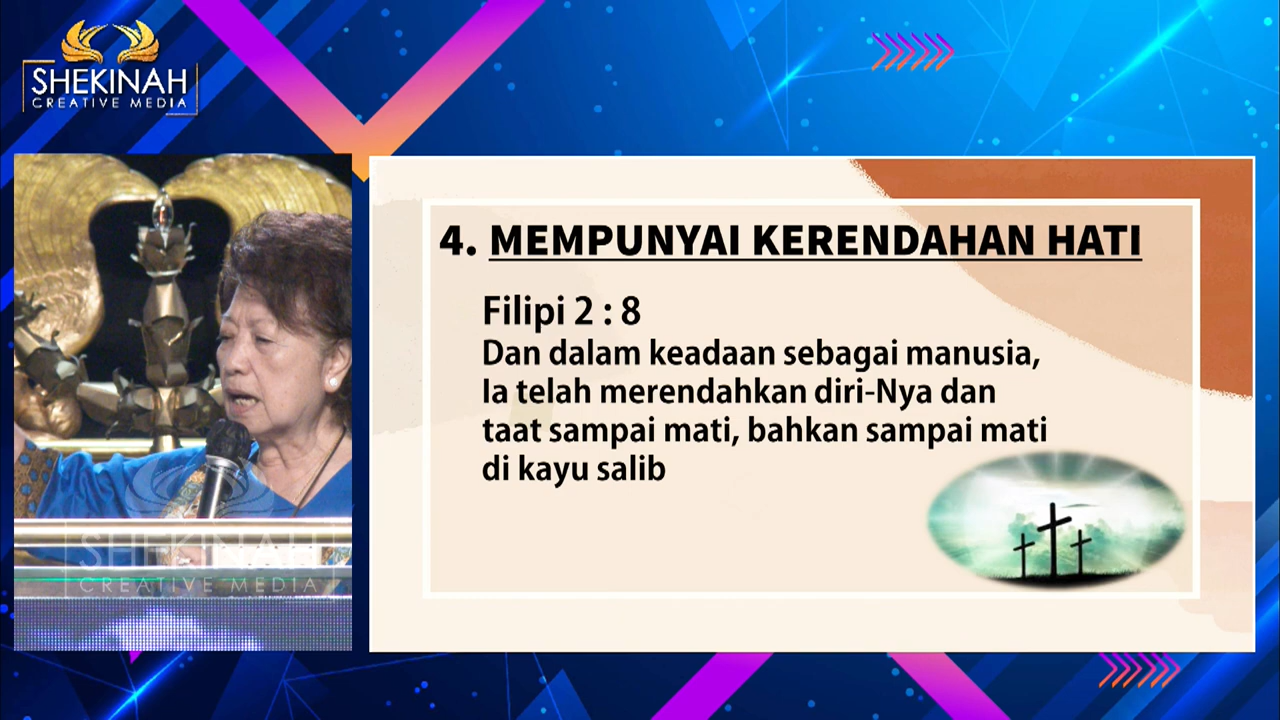 SHEKINAH
CREATIVE MEDIA
4. MEMPUNYAI KERENDAHAN HATI
Filipi 2 : 8
Dan dalam keadaan sebagai manusia,
Ia telah merendahkan diri-Nya dan
taat sampai mati, bahkan sampai mati
di kayu salib
SHEKINAH
CREATIVE MEDIA